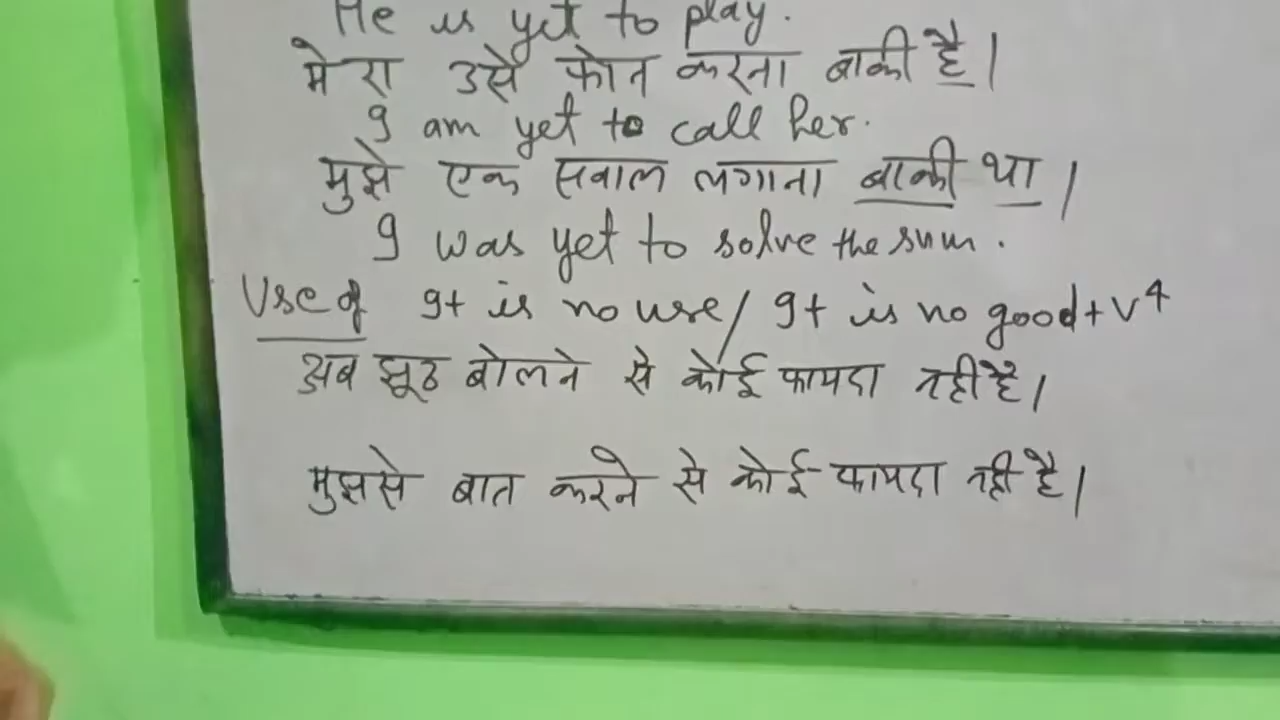 He is yet to play.
मेरा उसे फोन करना बाकी है।
I am yet to call her.
मुझे एक सवाल लगाना बाकी था।
I was yet to solve the sum.
Use of It is no use/ It is no good+V⁴
अब झूठ बोलने से कोई फायदा नहीं है।
मुझसे बात करने से कोई फायदा नही है।